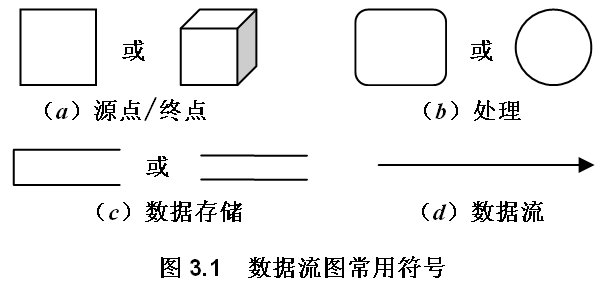 或 或
(a) 源点/终点 (b) 处理
或
(c) 数据存储 (d) 数据流
图 3.1 数据流图常用符号